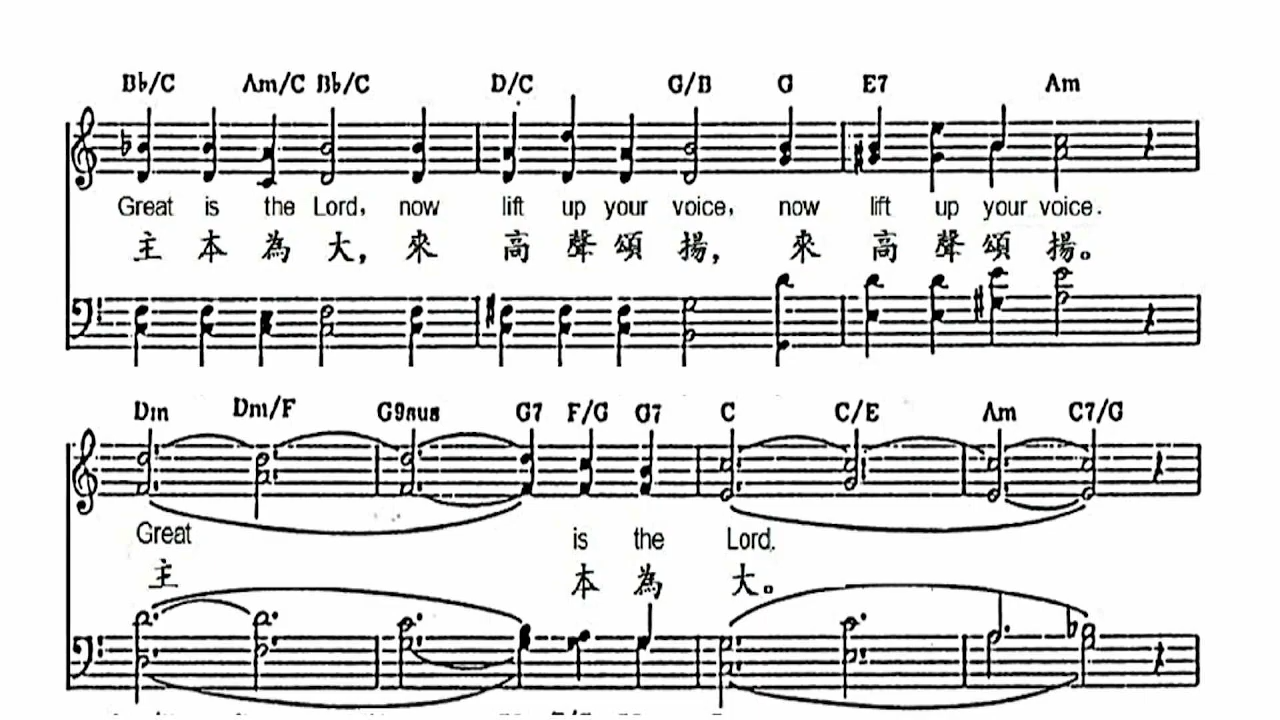 B♭/C Am/C B♭/C D/C G/B G E7 Am
Great is the Lord, now lift up your voice, now lift up your voice.
主本為大，來高聲頌揚，來高聲頌揚。
Dm Dm/F G9sus G7 F/G G7 C C/E Am C7/G
Great is the Lord.
主本為大。